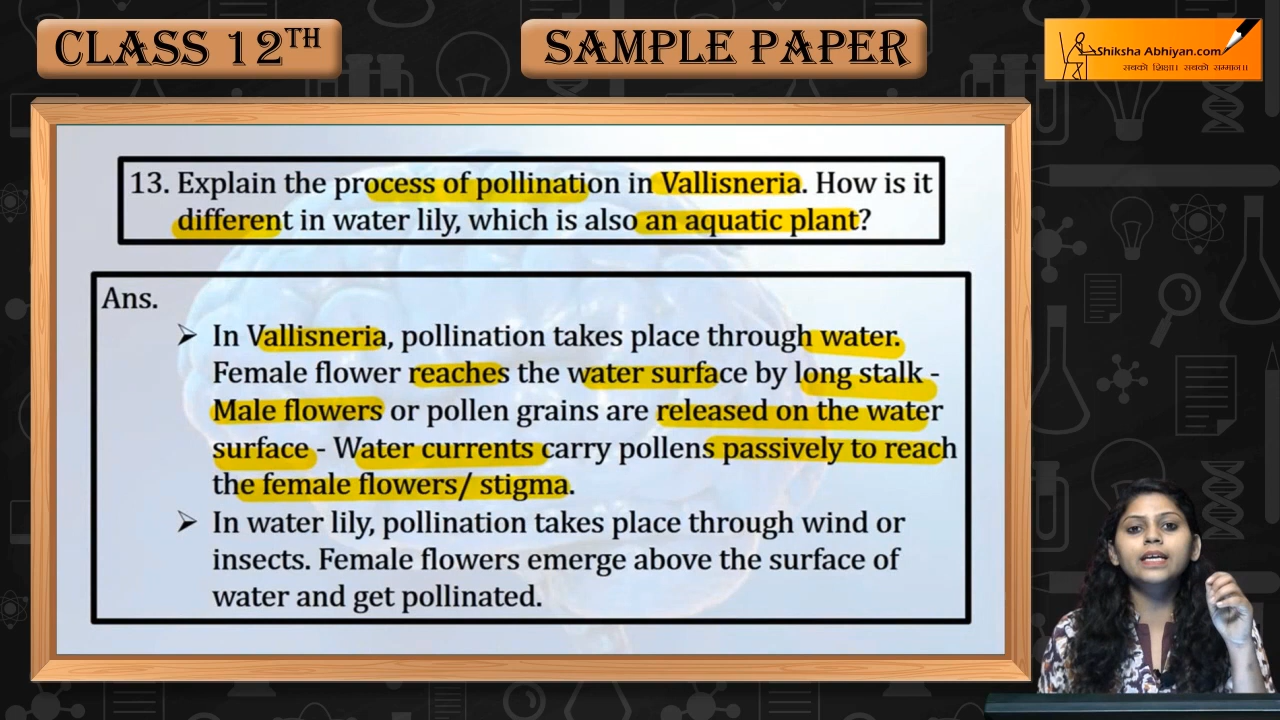 CLASS 12TH
SAMPLE PAPER
Shiksha Abhiyan.com
सबको शिक्षा। सबको सम्मान॥
13. Explain the process of pollination in Vallisneria. How is it
different in water lily, which is also an aquatic plant?
Ans.
➢ In Vallisneria, pollination takes place through water.
Female flower reaches the water surface by long stalk -
Male flowers or pollen grains are released on the water
surface - Water currents carry pollens passively to reach
the female flowers/ stigma.
➢ In water lily, pollination takes place through wind or
insects. Female flowers emerge above the surface of
water and get pollinated.